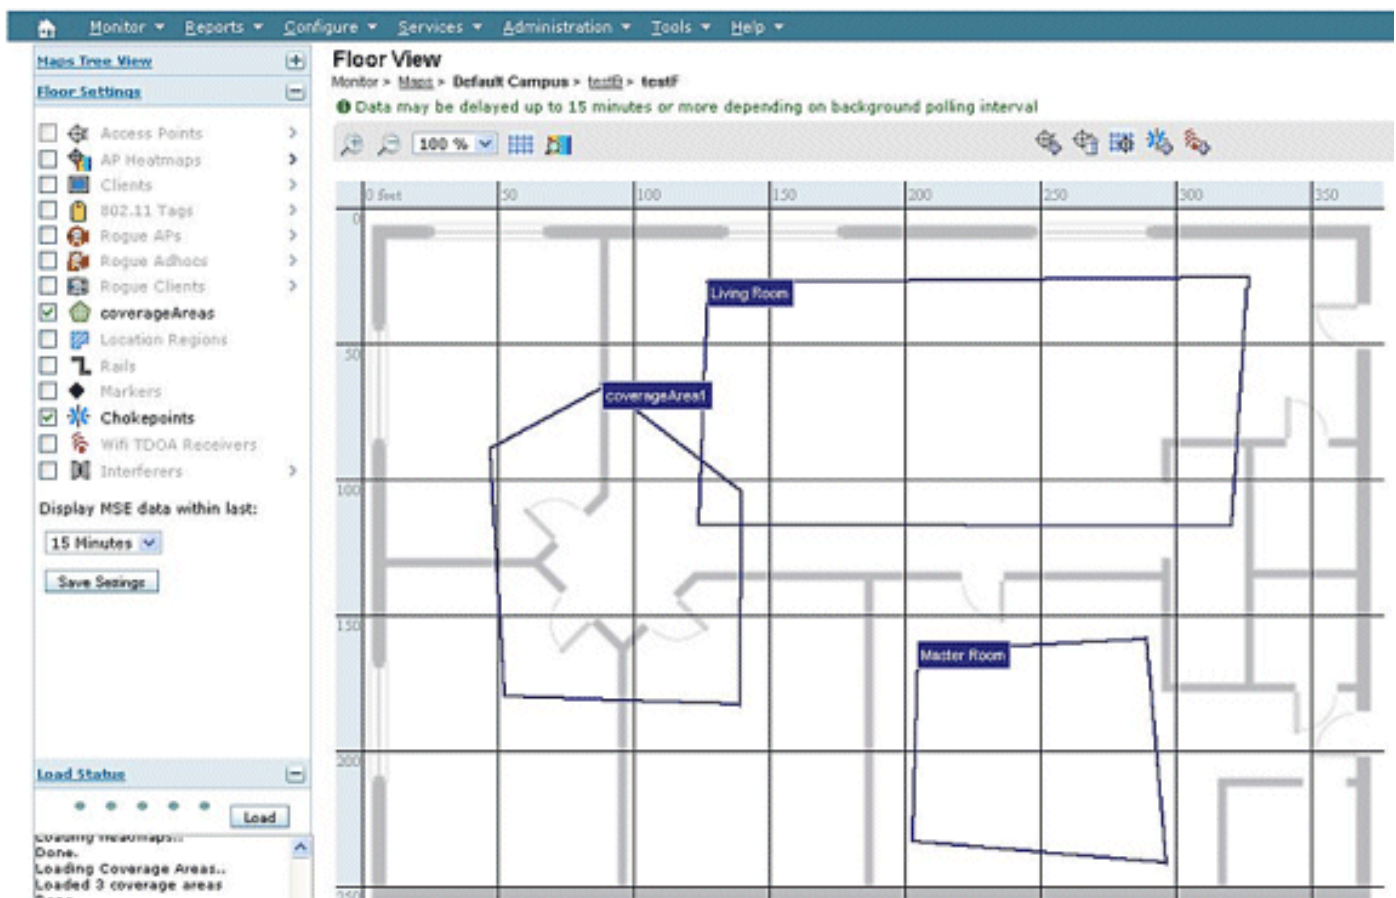 Monitor Reports Configure Services Administration Tools Help
Maps Tree View
Floor Settings
Access Points
AP Heatmaps
Clients
802.11 Tags
Rogue APs
Rogue Adhocs
Rogue Clients
coverageAreas
Location Regions
Rails
Markers
Chokepoints
Wifi TDOA Receivers
Interferers
Display MSE data within last:
15 Minutes
Save Settings
Load Status
Load
Loading Heatmaps..
Done.
Loading Coverage Areas..
Loaded 3 coverage areas
Floor View
Monitor > Maps > Default Campus > testB > testF
Data may be delayed up to 15 minutes or more depending on background polling interval
100 %
0 feet 50 100 150 200 250 300 350
0
50
100
150
200
250
Living Room
coverageArea1
Master Room